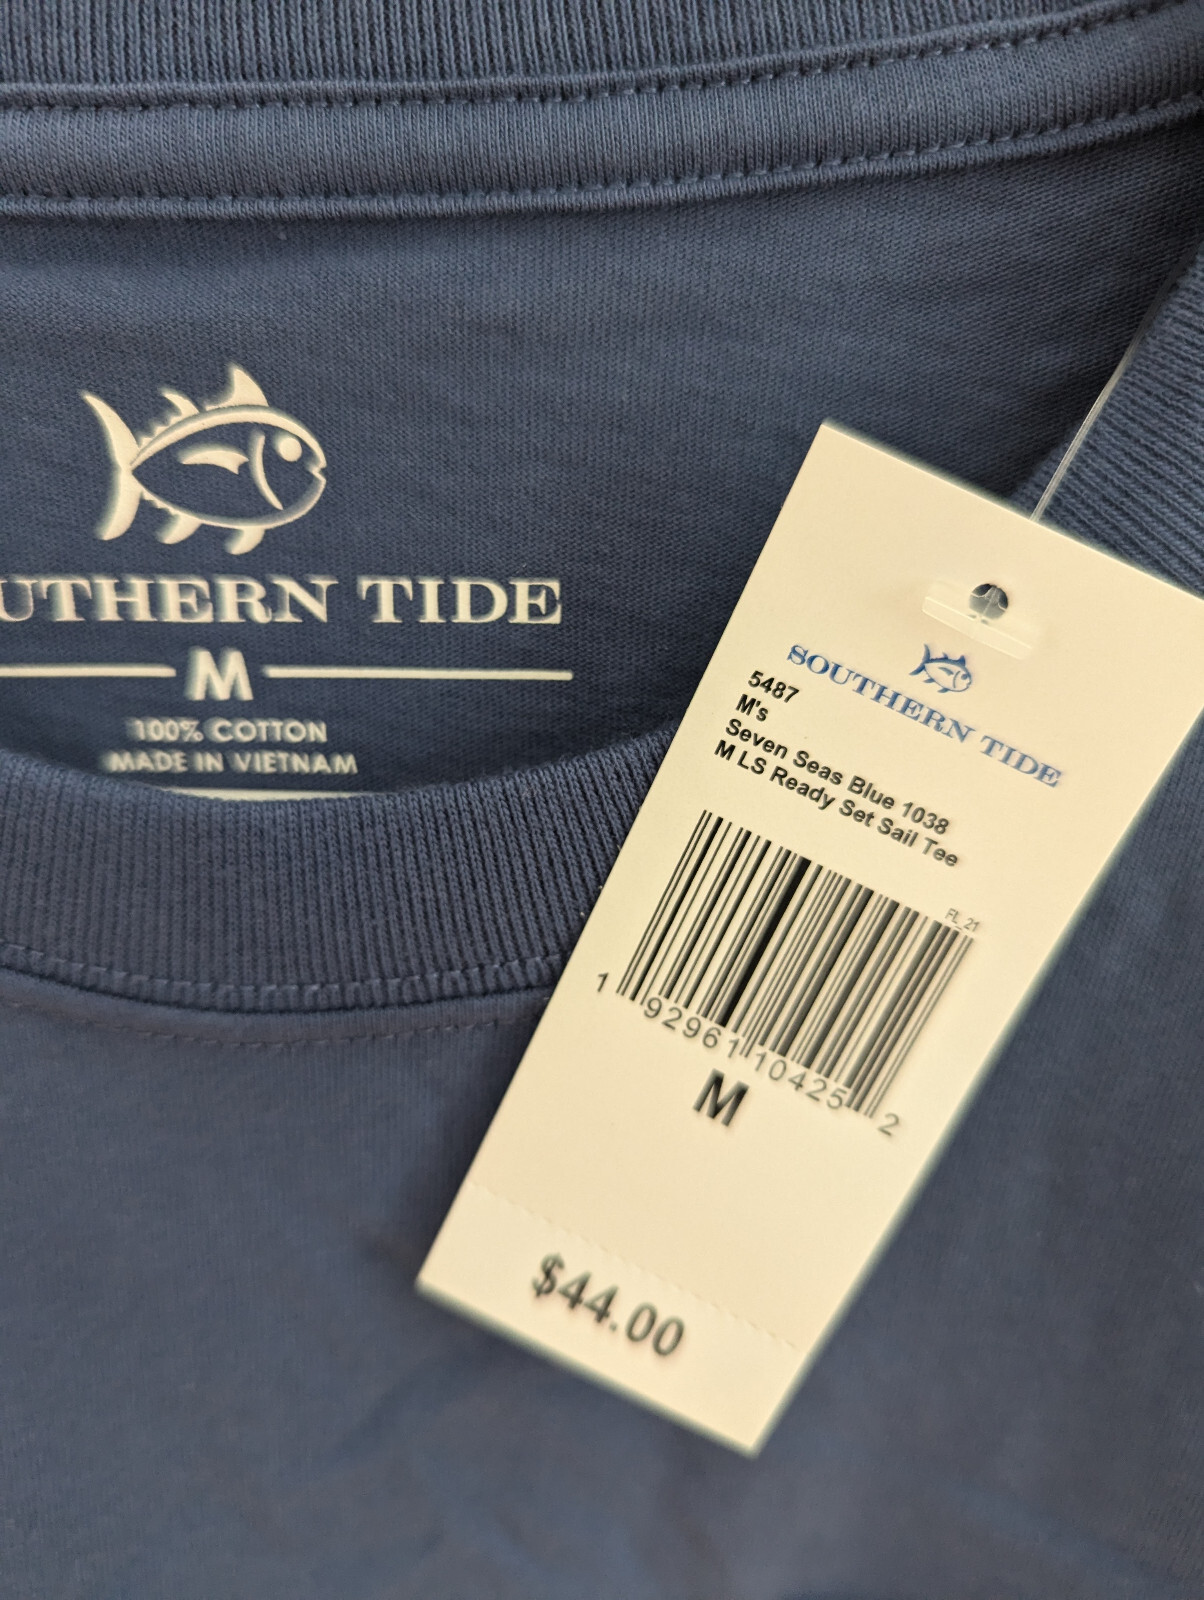 UTHERN TIDE
M
100% COTTON
MADE IN VIETNAM
SOUTHERN TIDE
5487
M's
Seven Seas Blue 1038
M LS Ready Set Sail Tee
FL_21
1 92961 10425 2
M
$44.00